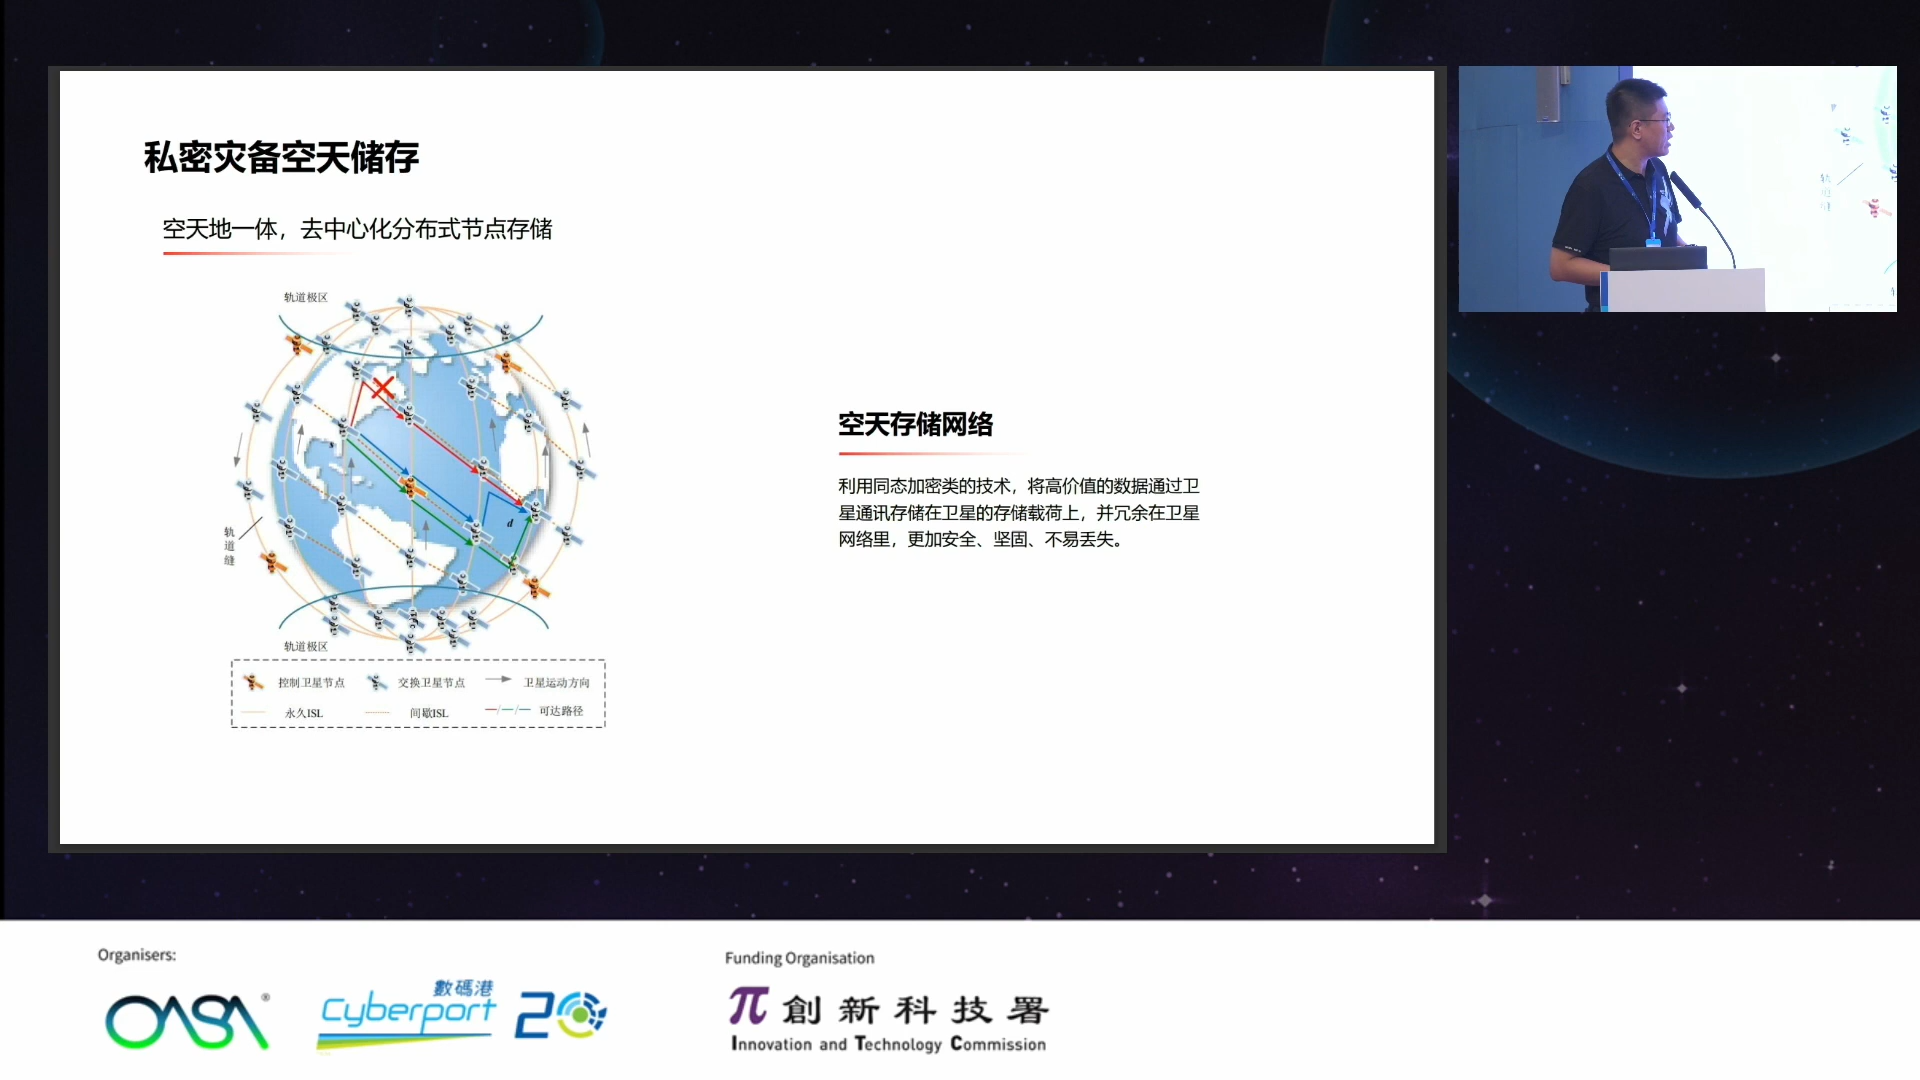 私密灾备空天储存
空天地一体，去中心化分布式节点存储
轨道极区
s
d
轨道缝
轨道极区
控制卫星节点
交换卫星节点
卫星运动方向
永久ISL
间歇ISL
可达路径
空天存储网络
利用同态加密类的技术，将高价值的数据通过卫
星通讯存储在卫星的存储载荷上，并冗余在卫星
网络里，更加安全、坚固、不易丢失。
Organisers:
OASA®
數碼港
Cyberport
20
Funding Organisation
創新科技署
Innovation and Technology Commission